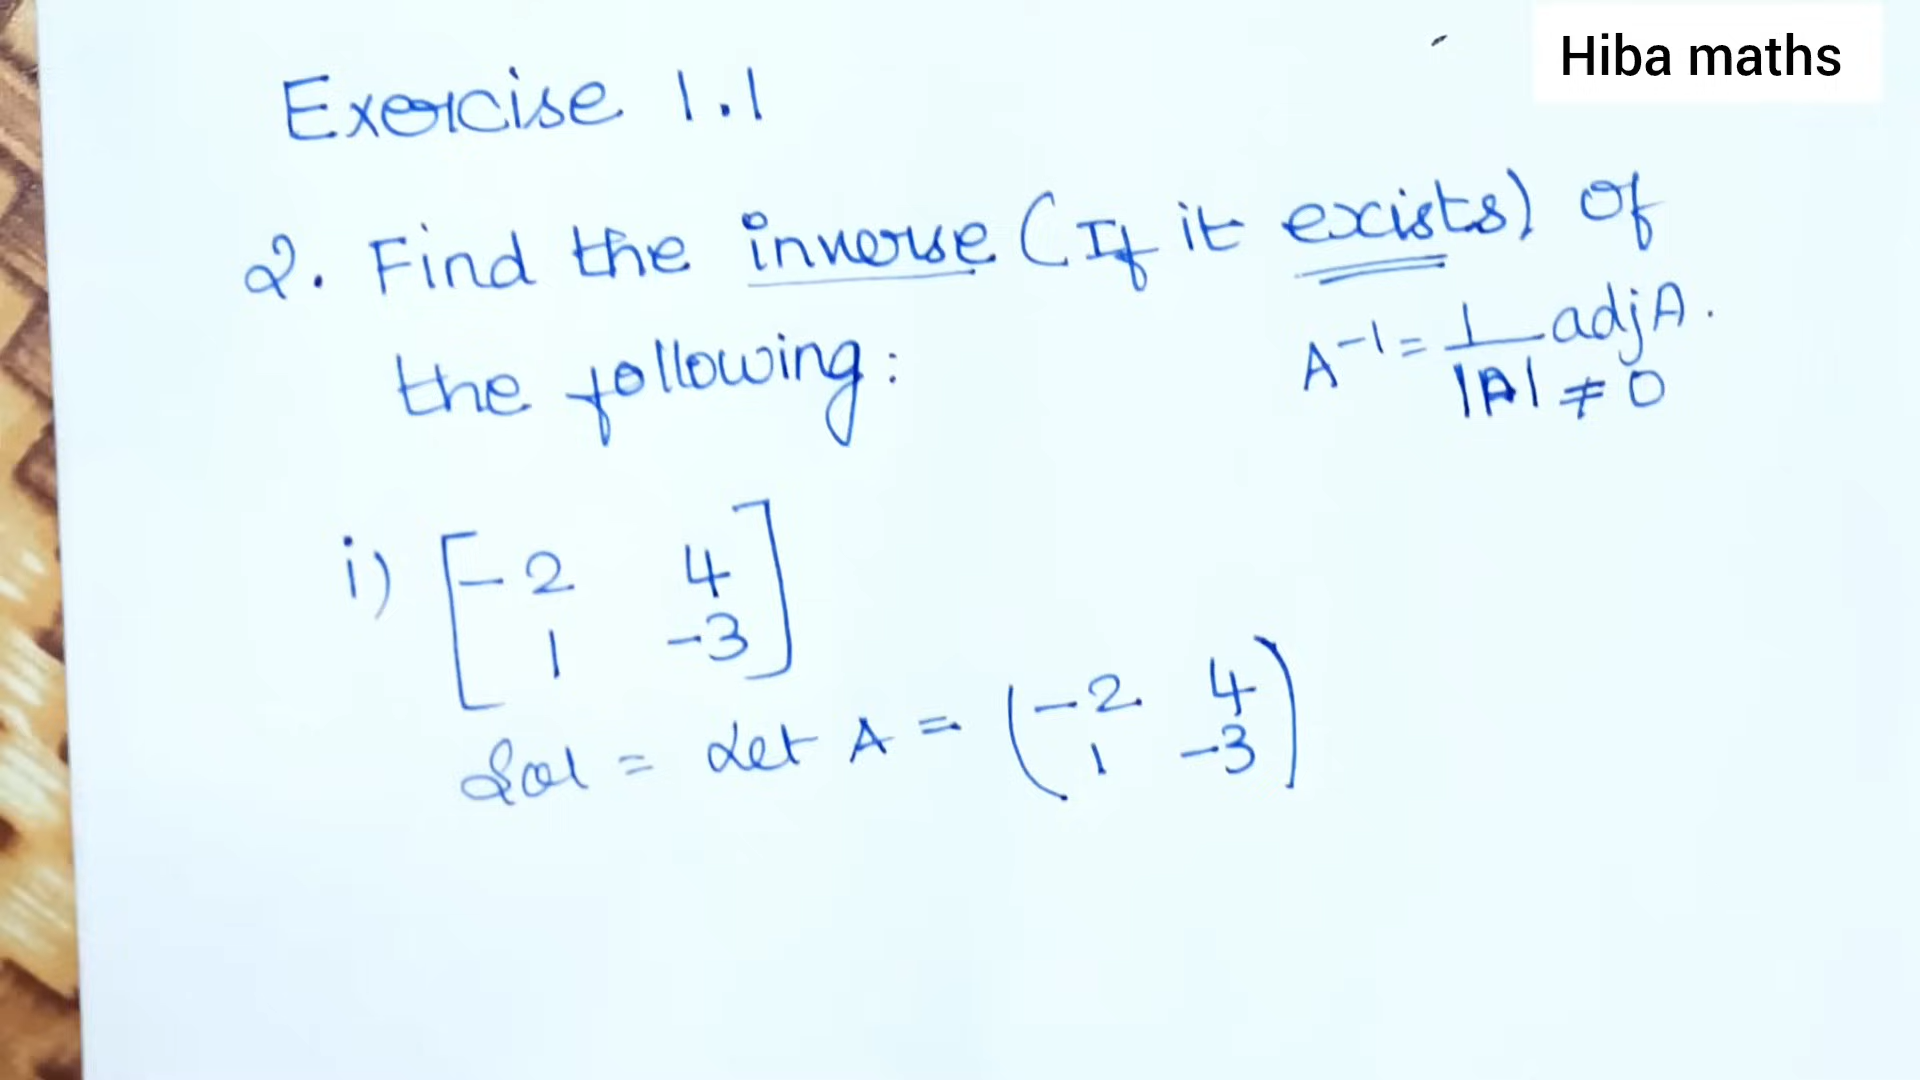 Hiba maths
Exercise 1.1
2. Find the inverse (If it exists) of
the following:
A⁻¹ = 1/|A| adj A.
|A| ≠ 0
i) [-2 4
1 -3]
Sol = Let A = (-2 4
1 -3)